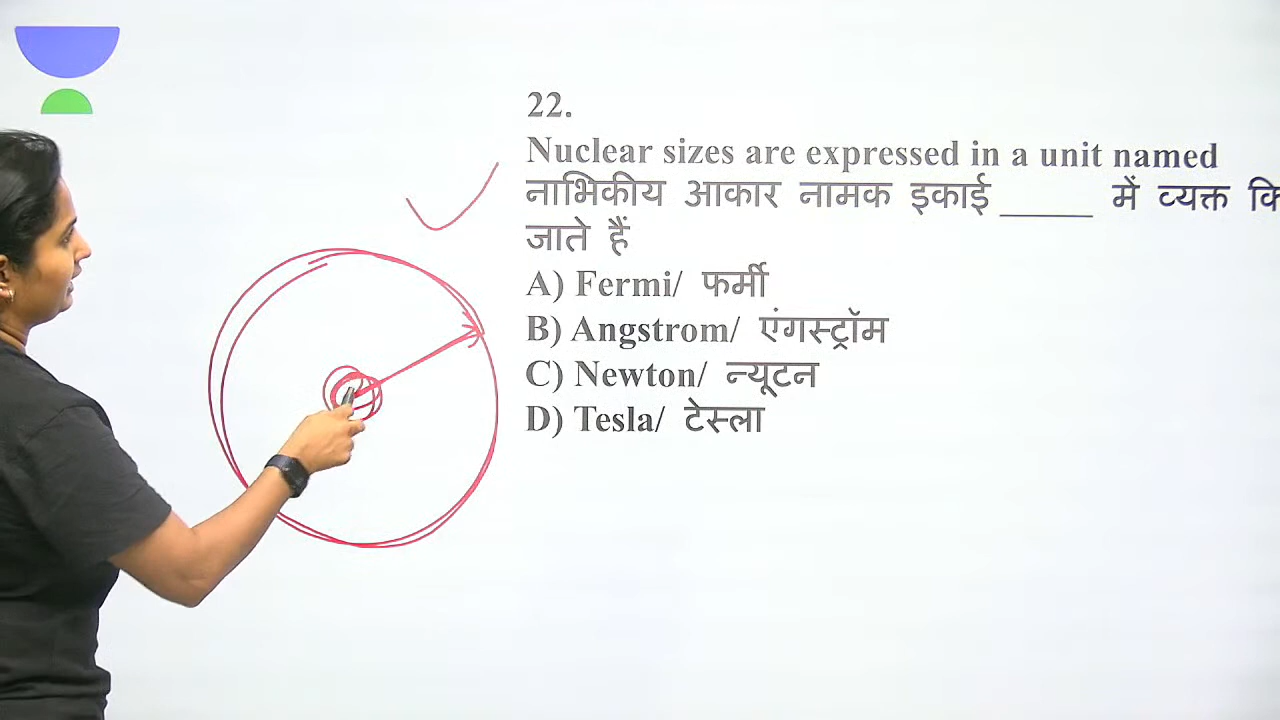 22.
Nuclear sizes are expressed in a unit named
नाभिकीय आकार नामक इकाई _____ में व्यक्त
जाते हैं
A) Fermi/ फर्मी
B) Angstrom/ एंगस्ट्रॉम
C) Newton/ न्यूटन
D) Tesla/ टेस्ला